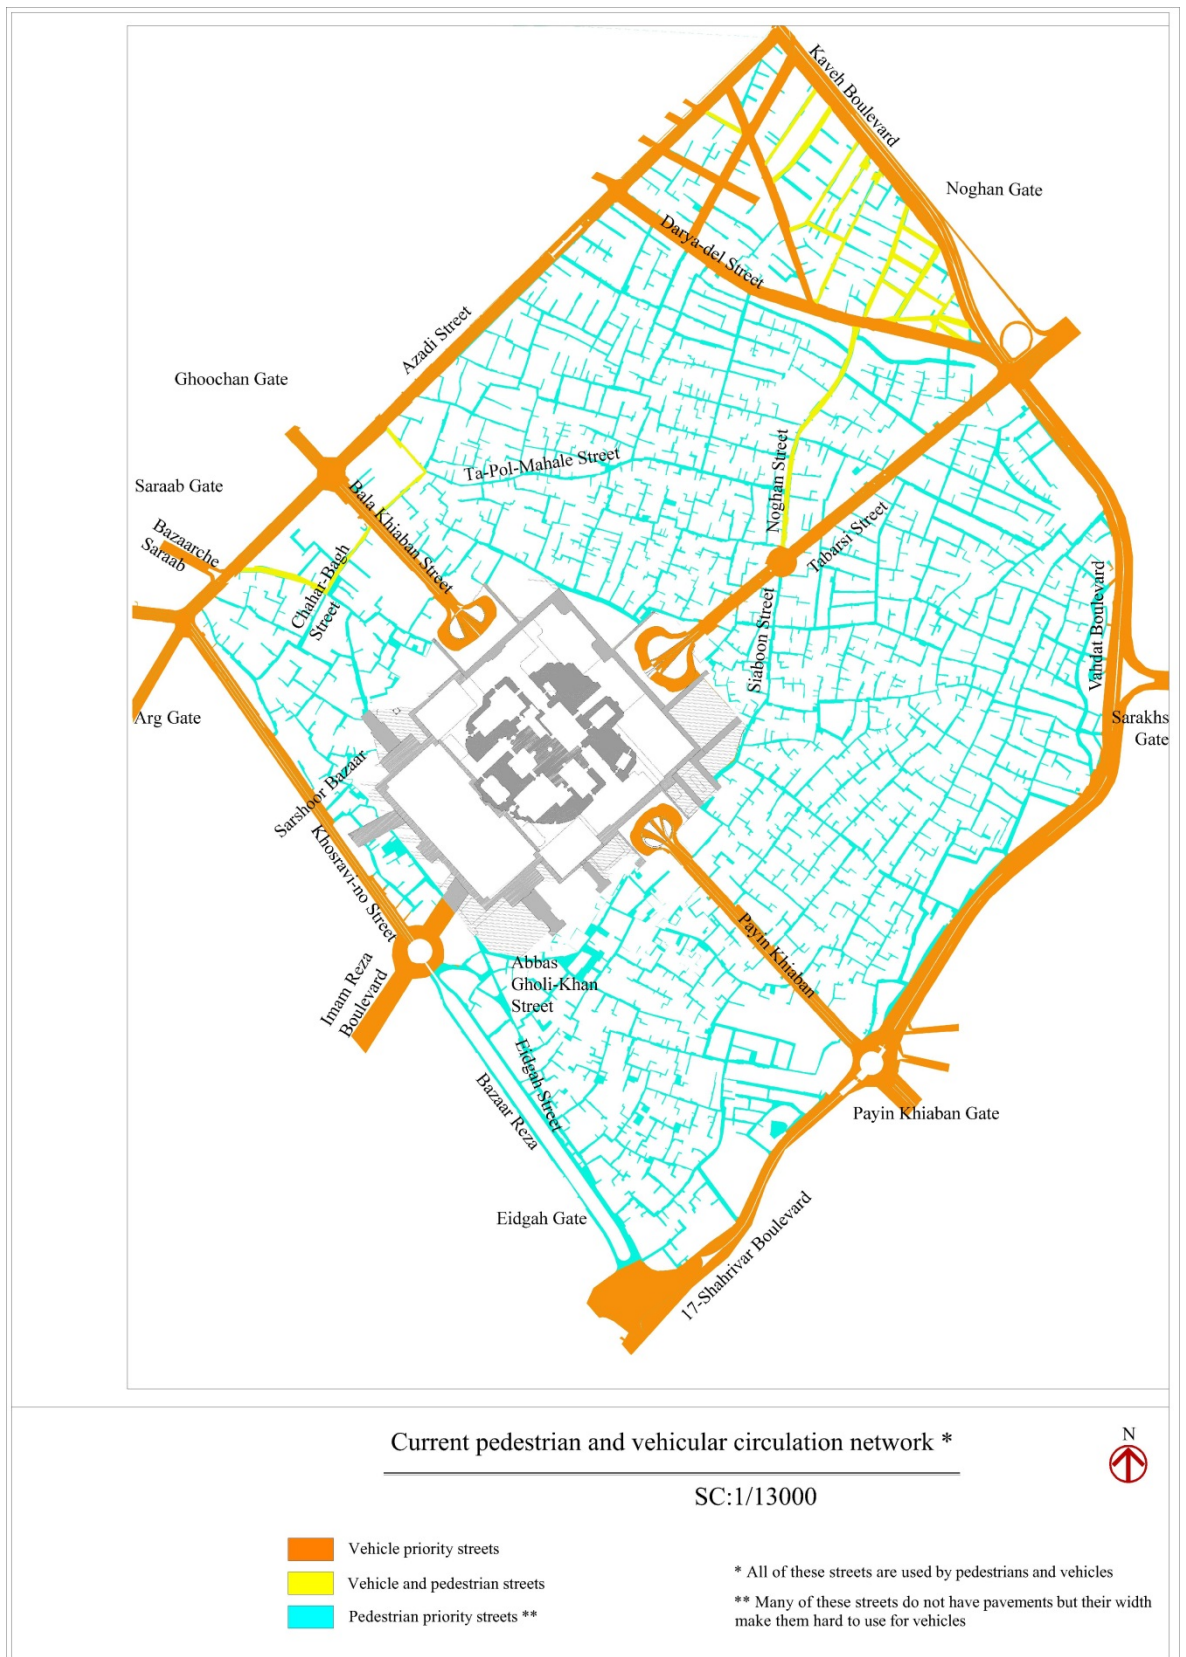 Kaveh Boulevard
Noghan Gate
Darya-del Street
Azadi Street
Ghoochan Gate
Ta-Pol-Mahale Street
Noghan Street
Saraab Gate
Bala Khiaban Street
Tabarsi Street
Bazaarche
Saraab
Chahar-Bagh
Street
Siaboon Street
Vahdat Boulevard
Arg Gate
Sarakhs
Gate
Sarshoor Bazaar
Khosravi-no Street
Payin Khiaban
Imam Reza
Boulevard
Abbas
Gholi-Khan
Street
Eidgah Street
Bazaar Reza
Payin Khiaban Gate
Eidgah Gate
17-Shahrivar Boulevard
Current pedestrian and vehicular circulation network *
N
SC:1/13000
Vehicle priority streets
Vehicle and pedestrian streets
Pedestrian priority streets **
* All of these streets are used by pedestrians and vehicles
** Many of these streets do not have pavements but their width
make them hard to use for vehicles